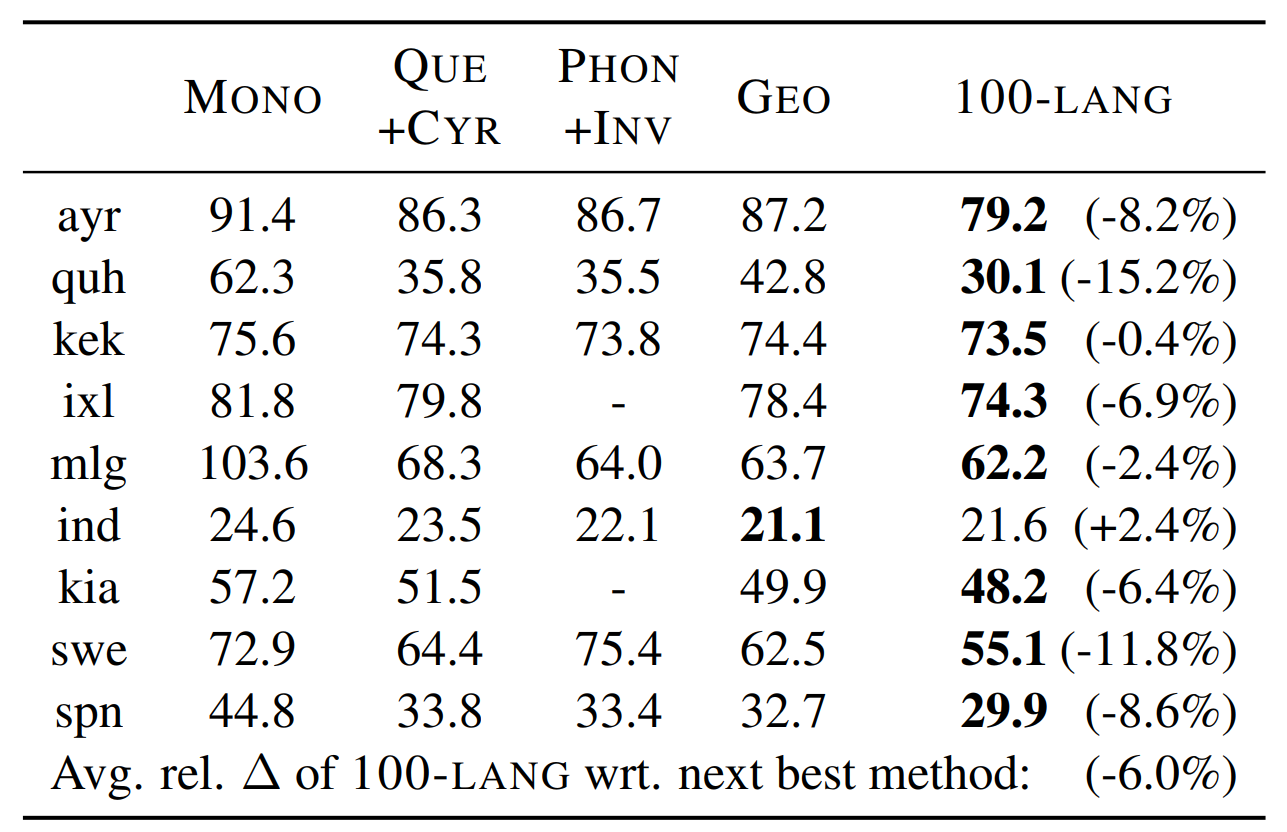 MONO QUE +CYR PHON +INV GEO 100-LANG
ayr 91.4 86.3 86.7 87.2 79.2 (-8.2%)
quh 62.3 35.8 35.5 42.8 30.1 (-15.2%)
kek 75.6 74.3 73.8 74.4 73.5 (-0.4%)
ixl 81.8 79.8 - 78.4 74.3 (-6.9%)
mlg 103.6 68.3 64.0 63.7 62.2 (-2.4%)
ind 24.6 23.5 22.1 21.1 21.6 (+2.4%)
kia 57.2 51.5 - 49.9 48.2 (-6.4%)
swe 72.9 64.4 75.4 62.5 55.1 (-11.8%)
spn 44.8 33.8 33.4 32.7 29.9 (-8.6%)
Avg. rel. Δ of 100-LANG wrt. next best method: (-6.0%)